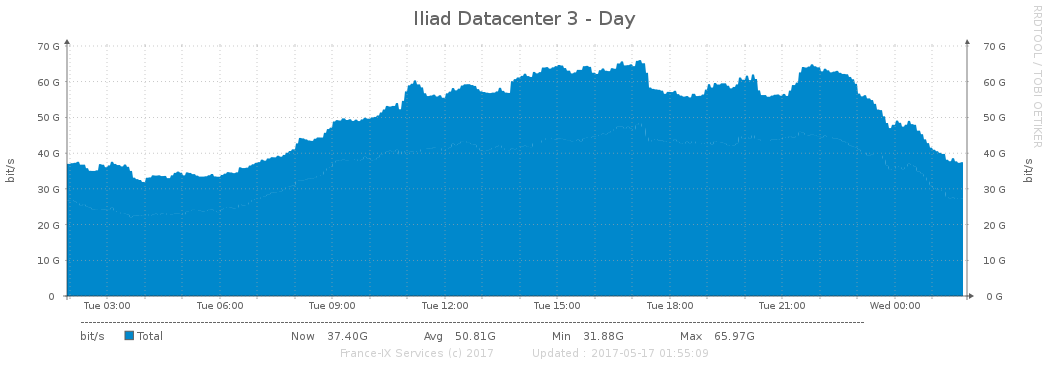 Iliad Datacenter 3 - Day
RRDTOOL / TOBI OETIKER
bit/s
70 G
60 G
50 G
40 G
30 G
20 G
10 G
0
70 G
60 G
50 G
40 G
30 G
20 G
10 G
0 G
bit/s
Tue 03:00 Tue 06:00 Tue 09:00 Tue 12:00 Tue 15:00 Tue 18:00 Tue 21:00 Wed 00:00
bit/s Total Now 37.40G Avg 50.81G Min 31.88G Max 65.97G
France-IX Services (c) 2017 Updated : 2017-05-17 01:55:09